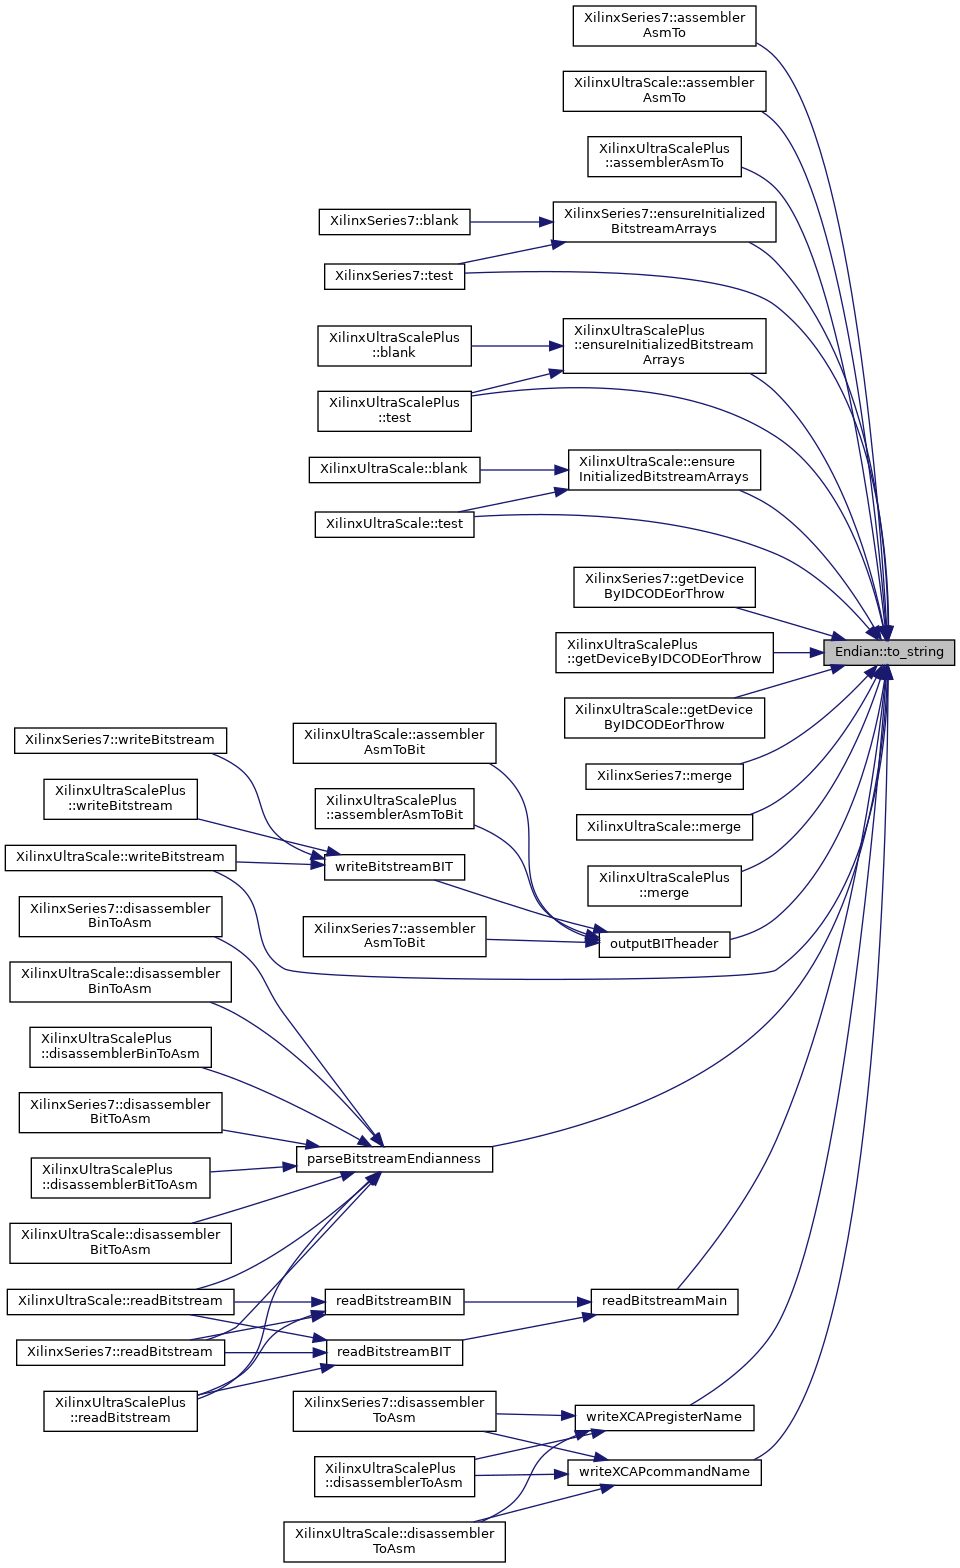 XilinxSeries7::assembler
AsmTo
XilinxUltraScale::assembler
AsmTo
XilinxUltraScalePlus
::assemblerAsmTo
XilinxSeries7::ensureInitialized
BitstreamArrays
XilinxSeries7::blank
XilinxSeries7::test
XilinxUltraScalePlus
::ensureInitializedBitstream
Arrays
XilinxUltraScalePlus
::blank
XilinxUltraScalePlus
::test
XilinxUltraScale::ensure
InitializedBitstreamArrays
XilinxUltraScale::blank
XilinxUltraScale::test
XilinxSeries7::getDevice
ByIDCODEorThrow
XilinxUltraScalePlus
::getDeviceByIDCODEorThrow
Endian::to_string
XilinxUltraScale::getDevice
ByIDCODEorThrow
XilinxSeries7::merge
XilinxUltraScale::merge
XilinxUltraScalePlus
::merge
XilinxUltraScale::assembler
AsmToBit
XilinxUltraScalePlus
::assemblerAsmToBit
XilinxSeries7::writeBitstream
XilinxUltraScalePlus
::writeBitstream
XilinxUltraScale::writeBitstream
writeBitstreamBIT
XilinxSeries7::assembler
AsmToBit
outputBITheader
XilinxSeries7::disassembler
BinToAsm
XilinxUltraScale::disassembler
BinToAsm
XilinxUltraScalePlus
::disassemblerBinToAsm
XilinxSeries7::disassembler
BitToAsm
parseBitstreamEndianness
XilinxUltraScalePlus
::disassemblerBitToAsm
XilinxUltraScale::disassembler
BitToAsm
XilinxUltraScale::readBitstream
readBitstreamBIN
readBitstreamMain
XilinxSeries7::readBitstream
readBitstreamBIT
XilinxUltraScalePlus
::readBitstream
XilinxSeries7::disassembler
ToAsm
writeXCAPregisterName
XilinxUltraScalePlus
::disassemblerToAsm
writeXCAPcommandName
XilinxUltraScale::disassembler
ToAsm